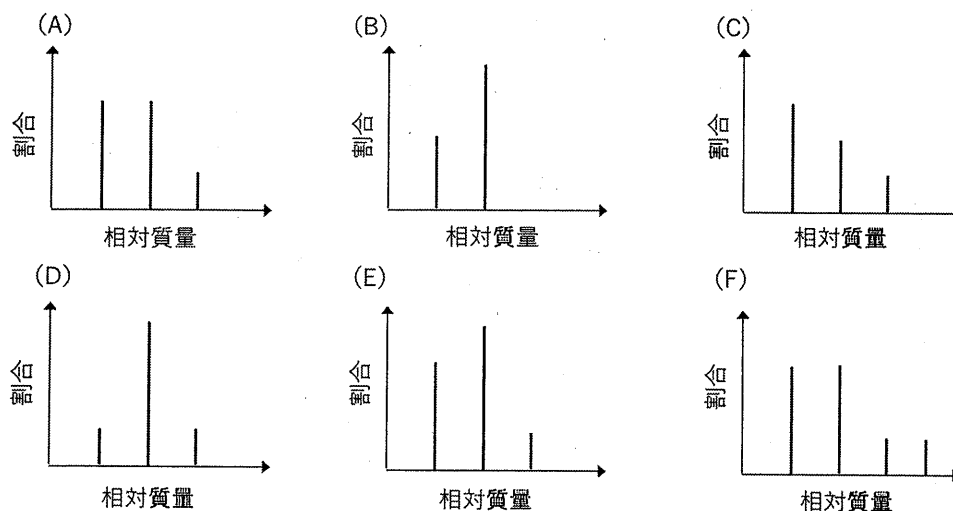 (A)
割合
相対質量
(B)
割合
相対質量
(C)
割合
相対質量
(D)
割合
相対質量
(E)
割合
相対質量
(F)
割合
相対質量